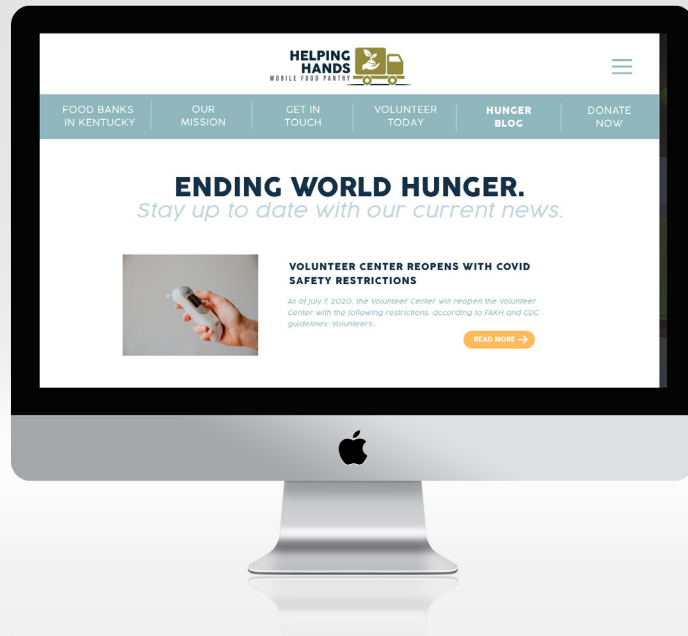 HELPING
HANDS
MOBILE FOOD PANTRY
FOOD BANKS
IN KENTUCKY
OUR
MISSION
GET IN
TOUCH
VOLUNTEER
TODAY
HUNGER
BLOG
DONATE
NOW
ENDING WORLD HUNGER.
Stay up to date with our current news.
VOLUNTEER CENTER REOPENS WITH COVID
SAFETY RESTRICTIONS
As of july 7, 2020, the Volunteer Center will reopen the Volunteer
Center with the following restrictions, according to FAKH and CDC
guidelines: Volunteers...
READ MORE